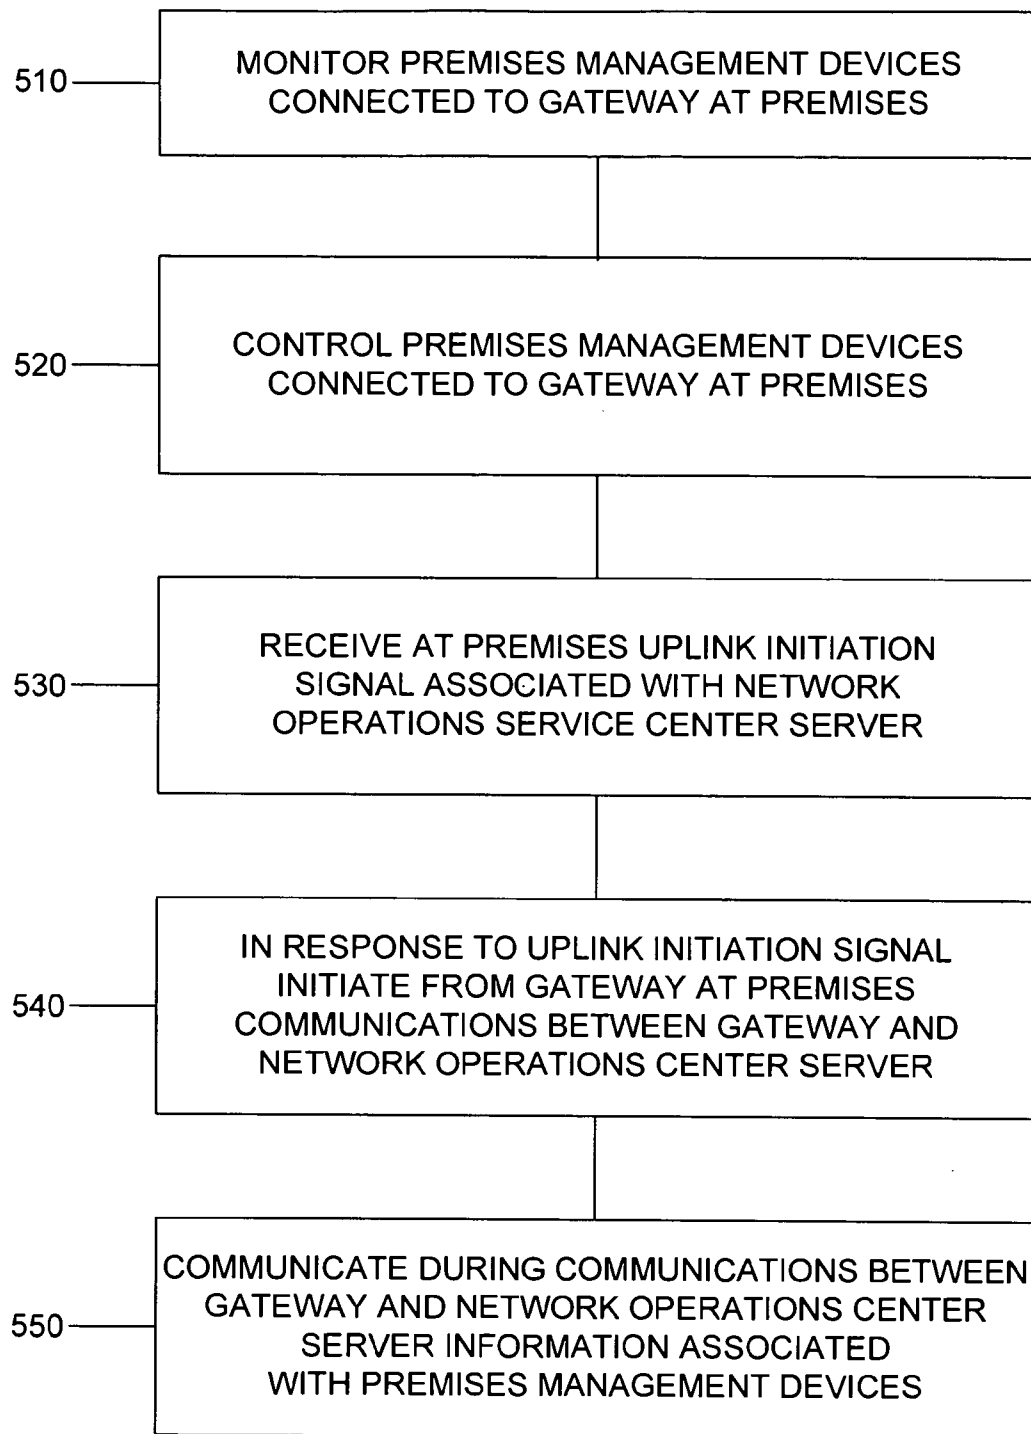 510
MONITOR PREMISES MANAGEMENT DEVICES
CONNECTED TO GATEWAY AT PREMISES
520
CONTROL PREMISES MANAGEMENT DEVICES
CONNECTED TO GATEWAY AT PREMISES
530
RECEIVE AT PREMISES UPLINK INITIATION
SIGNAL ASSOCIATED WITH NETWORK
OPERATIONS SERVICE CENTER SERVER
540
IN RESPONSE TO UPLINK INITIATION SIGNAL
INITIATE FROM GATEWAY AT PREMISES
COMMUNICATIONS BETWEEN GATEWAY AND
NETWORK OPERATIONS CENTER SERVER
550
COMMUNICATE DURING COMMUNICATIONS BETWEEN
GATEWAY AND NETWORK OPERATIONS CENTER
SERVER INFORMATION ASSOCIATED
WITH PREMISES MANAGEMENT DEVICES